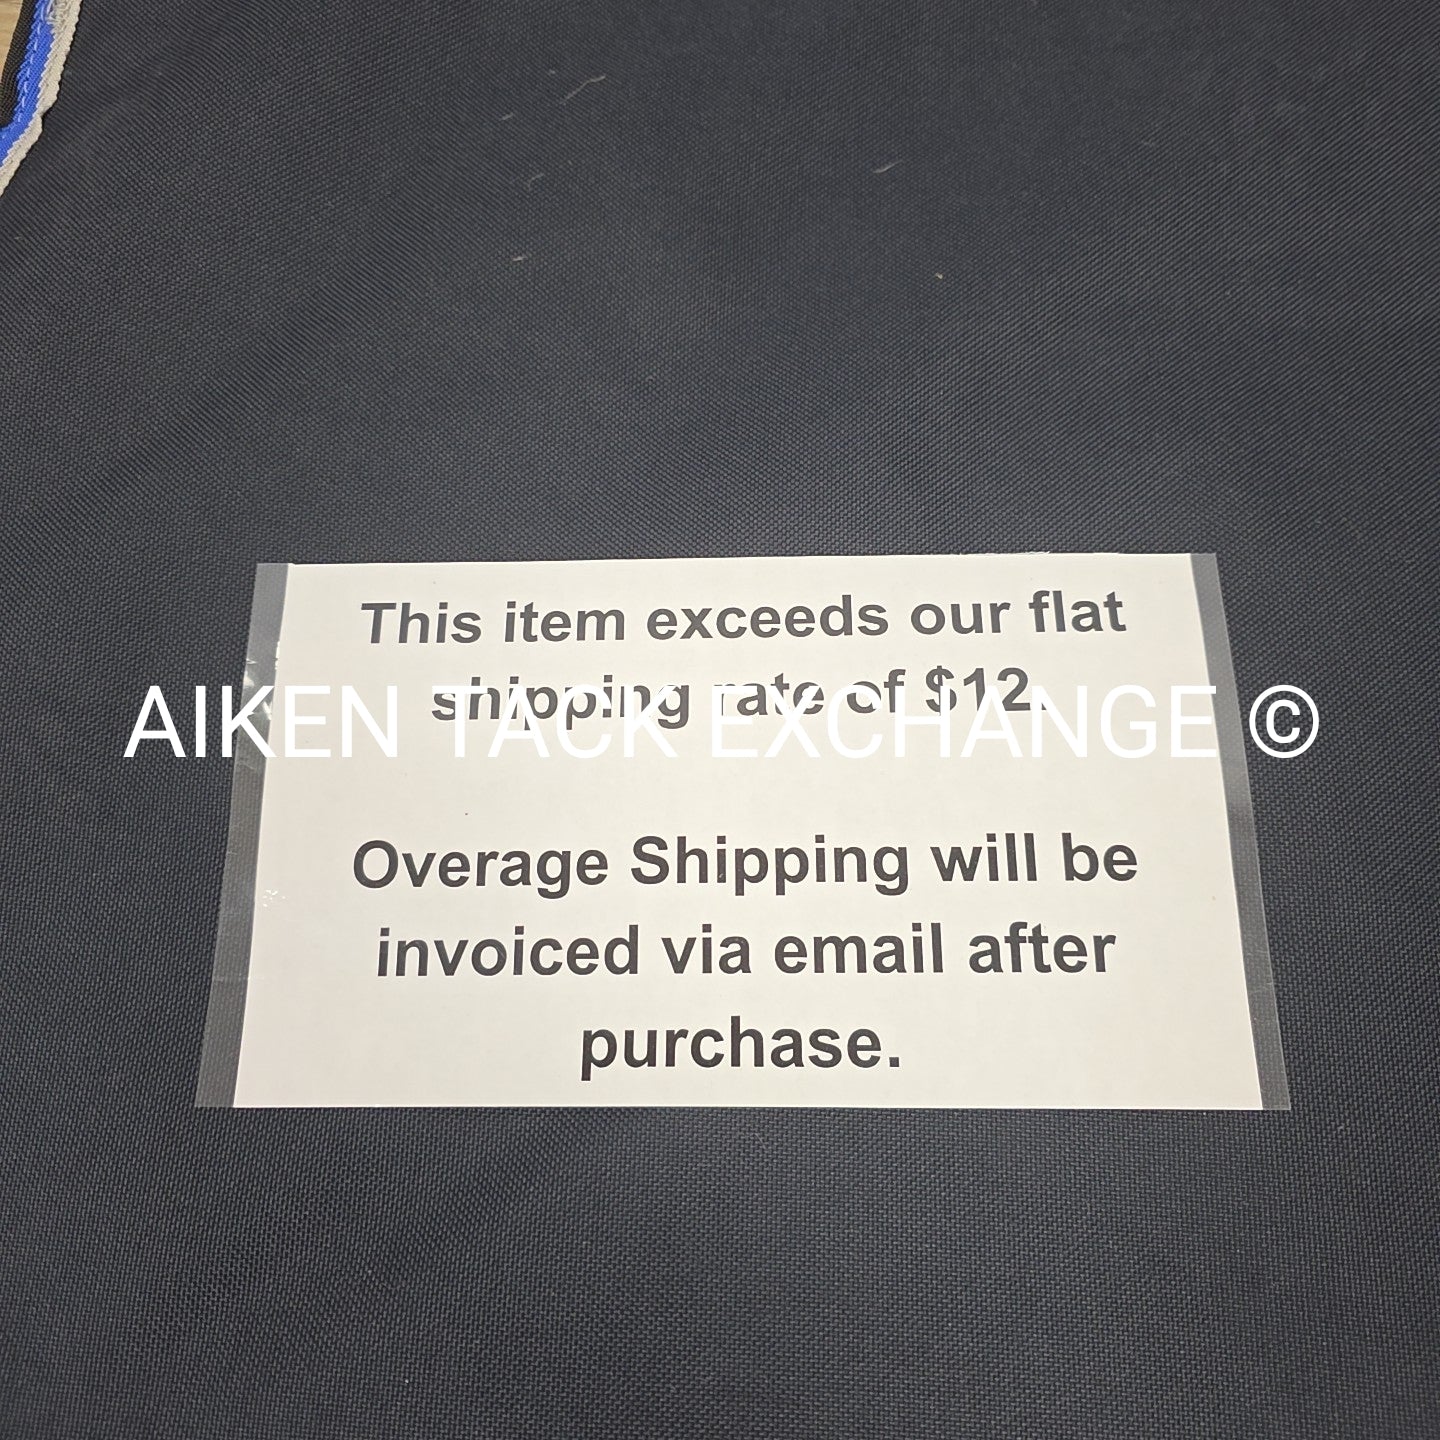 This item exceeds our flat
shipping rate of $12.
AIKEN TACK EXCHANGE ©
Overage Shipping will be
invoiced via email after
purchase.